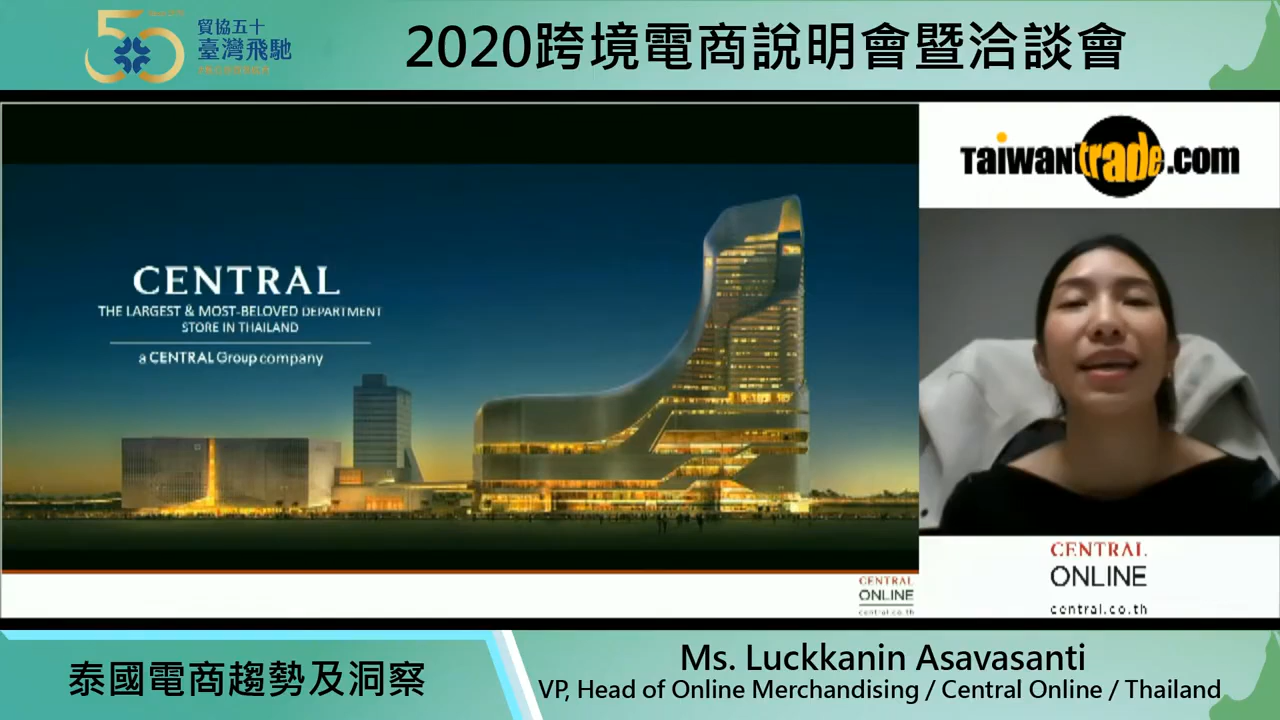 50
貿協五十
臺灣飛馳
2020跨境電商說明會暨洽談會
CENTRAL
THE LARGEST & MOST-BELOVED DEPARTMENT
STORE IN THAILAND
a CENTRAL Group company
CENTRAL
ONLINE
central.co.th
Taiwantrade.com
CENTRAL
ONLINE
central.co.th
泰國電商趨勢及洞察
Ms. Luckkanin Asavasanti
VP, Head of Online Merchandising / Central Online / Thailand